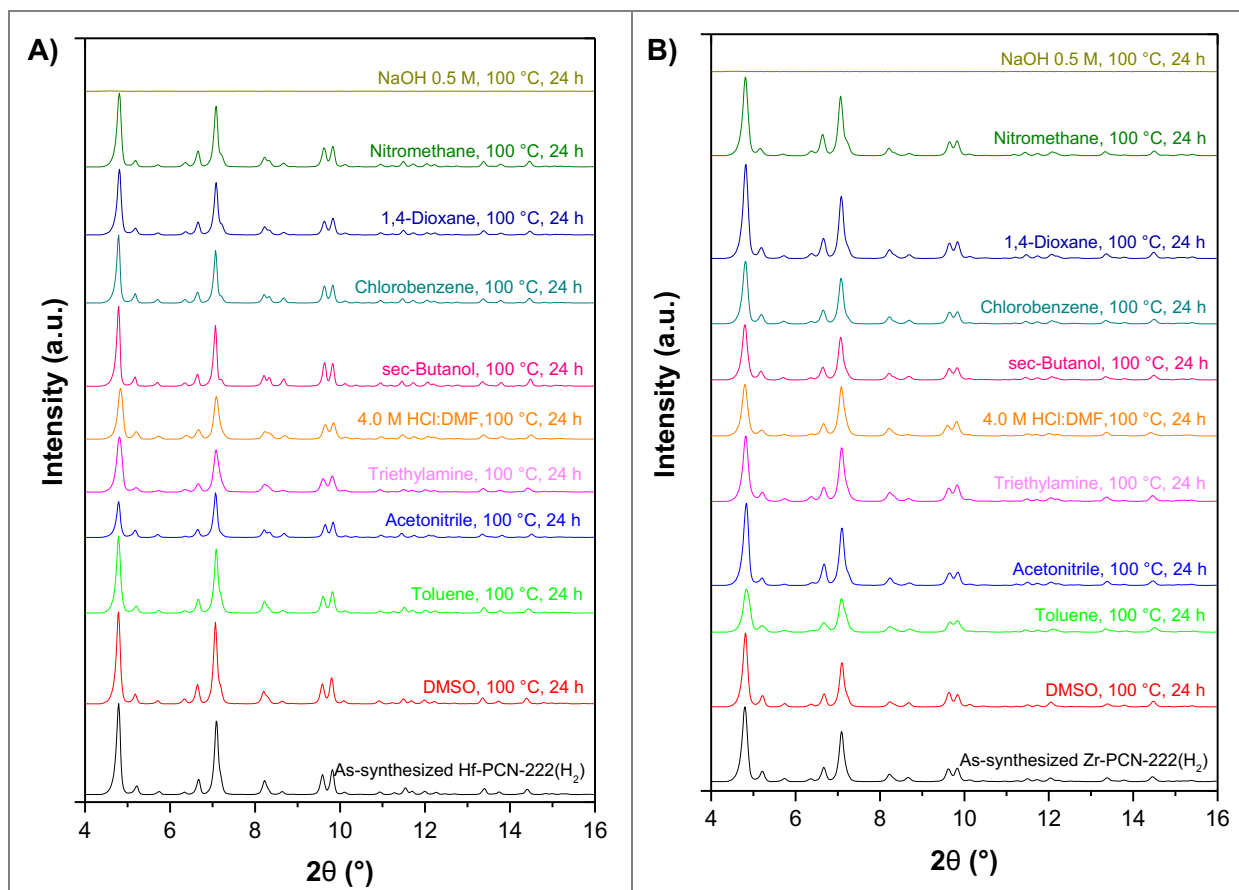 A)
NaOH 0.5 M, 100 °C, 24 h
Nitromethane, 100 °C, 24 h
1,4-Dioxane, 100 °C, 24 h
Chlorobenzene, 100 °C, 24 h
sec-Butanol, 100 °C, 24 h
4.0 M HCl:DMF,100 °C, 24 h
Triethylamine, 100 °C, 24 h
Acetonitrile, 100 °C, 24 h
Toluene, 100 °C, 24 h
DMSO, 100 °C, 24 h
As-synthesized Hf-PCN-222(H₂)
Intensity (a.u.)
4 6 8 10 12 14 16
2θ (°)
B)
NaOH 0.5 M, 100 °C, 24 h
Nitromethane, 100 °C, 24 h
1,4-Dioxane, 100 °C, 24 h
Chlorobenzene, 100 °C, 24 h
sec-Butanol, 100 °C, 24 h
4.0 M HCl:DMF, 100 °C, 24 h
Triethylamine, 100 °C, 24 h
Acetonitrile, 100 °C, 24 h
Toluene, 100 °C, 24 h
DMSO, 100 °C, 24 h
As-synthesized Zr-PCN-222(H₂)
Intensity (a.u.)
4 6 8 10 12 14 16
2θ (°)